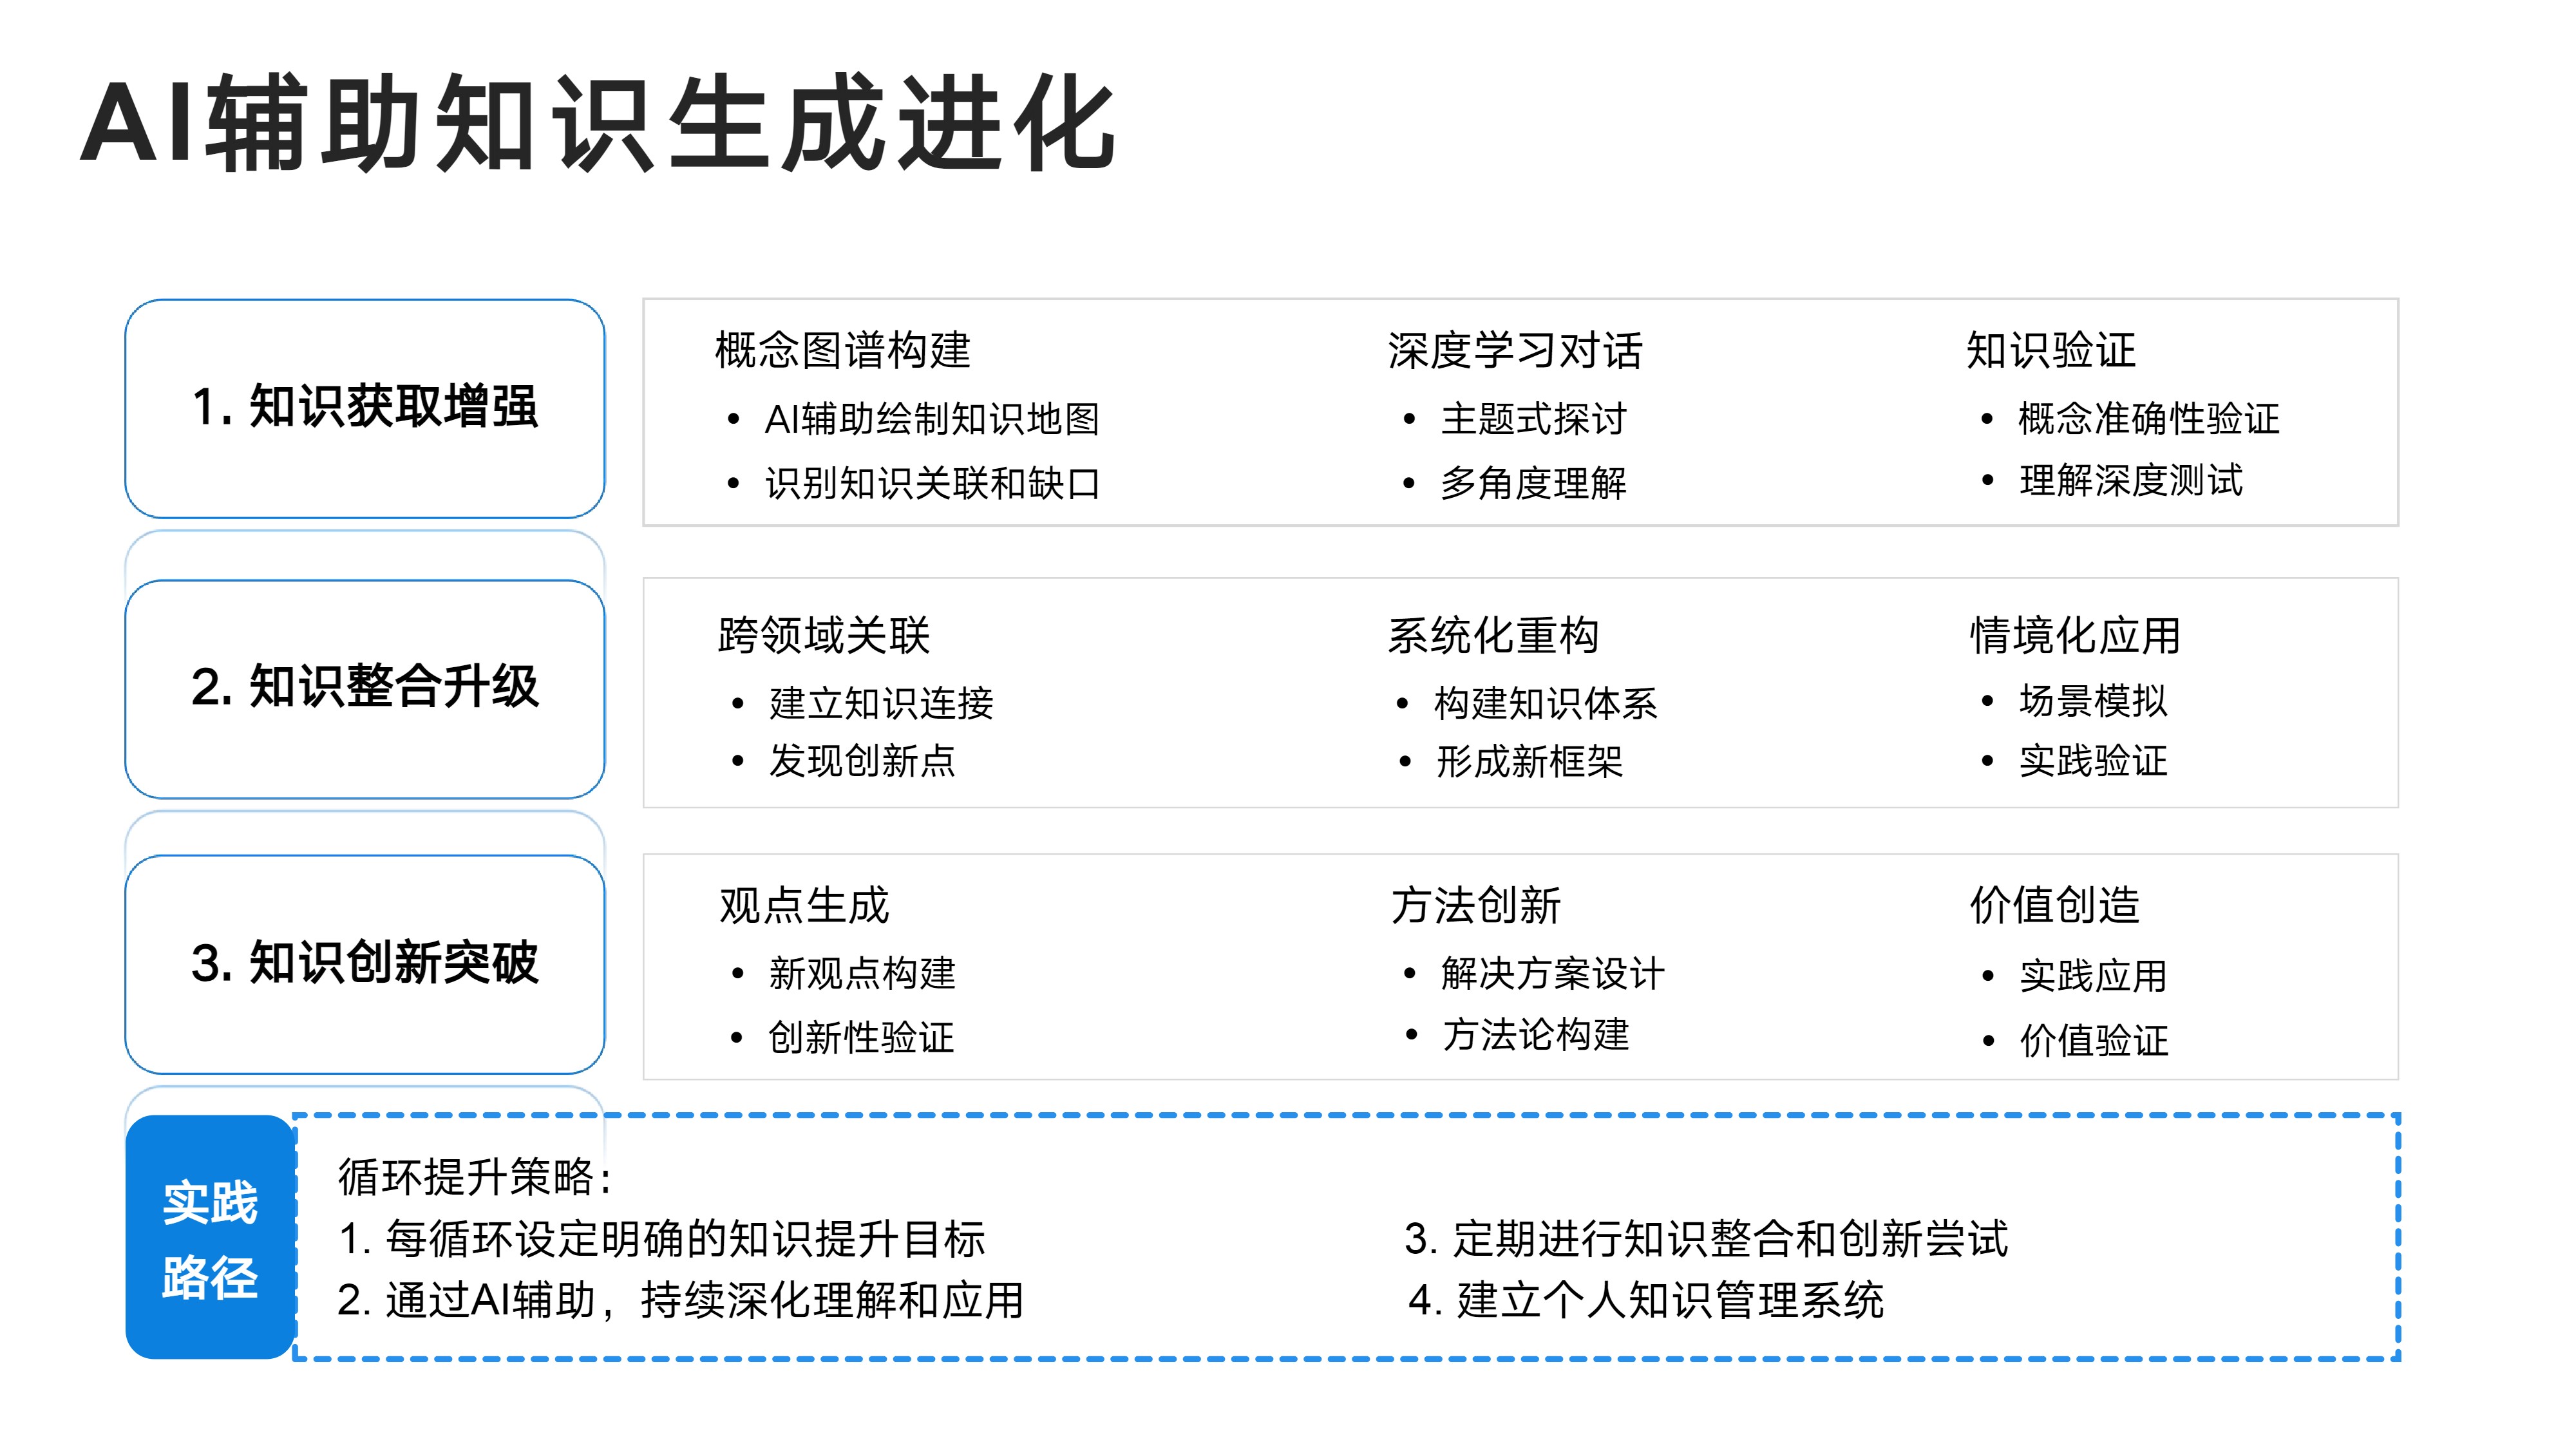 AI辅助知识生成进化
1. 知识获取增强
概念图谱构建
• AI辅助绘制知识地图
• 识别知识关联和缺口
深度学习对话
• 主题式探讨
• 多角度理解
知识验证
• 概念准确性验证
• 理解深度测试
2. 知识整合升级
跨领域关联
• 建立知识连接
• 发现创新点
系统化重构
• 构建知识体系
• 形成新框架
情境化应用
• 场景模拟
• 实践验证
3. 知识创新突破
观点生成
• 新观点构建
• 创新性验证
方法创新
• 解决方案设计
• 方法论构建
价值创造
• 实践应用
• 价值验证
实践
路径
循环提升策略：
1. 每循环设定明确的知识提升目标
2. 通过AI辅助，持续深化理解和应用
3. 定期进行知识整合和创新尝试
4. 建立个人知识管理系统